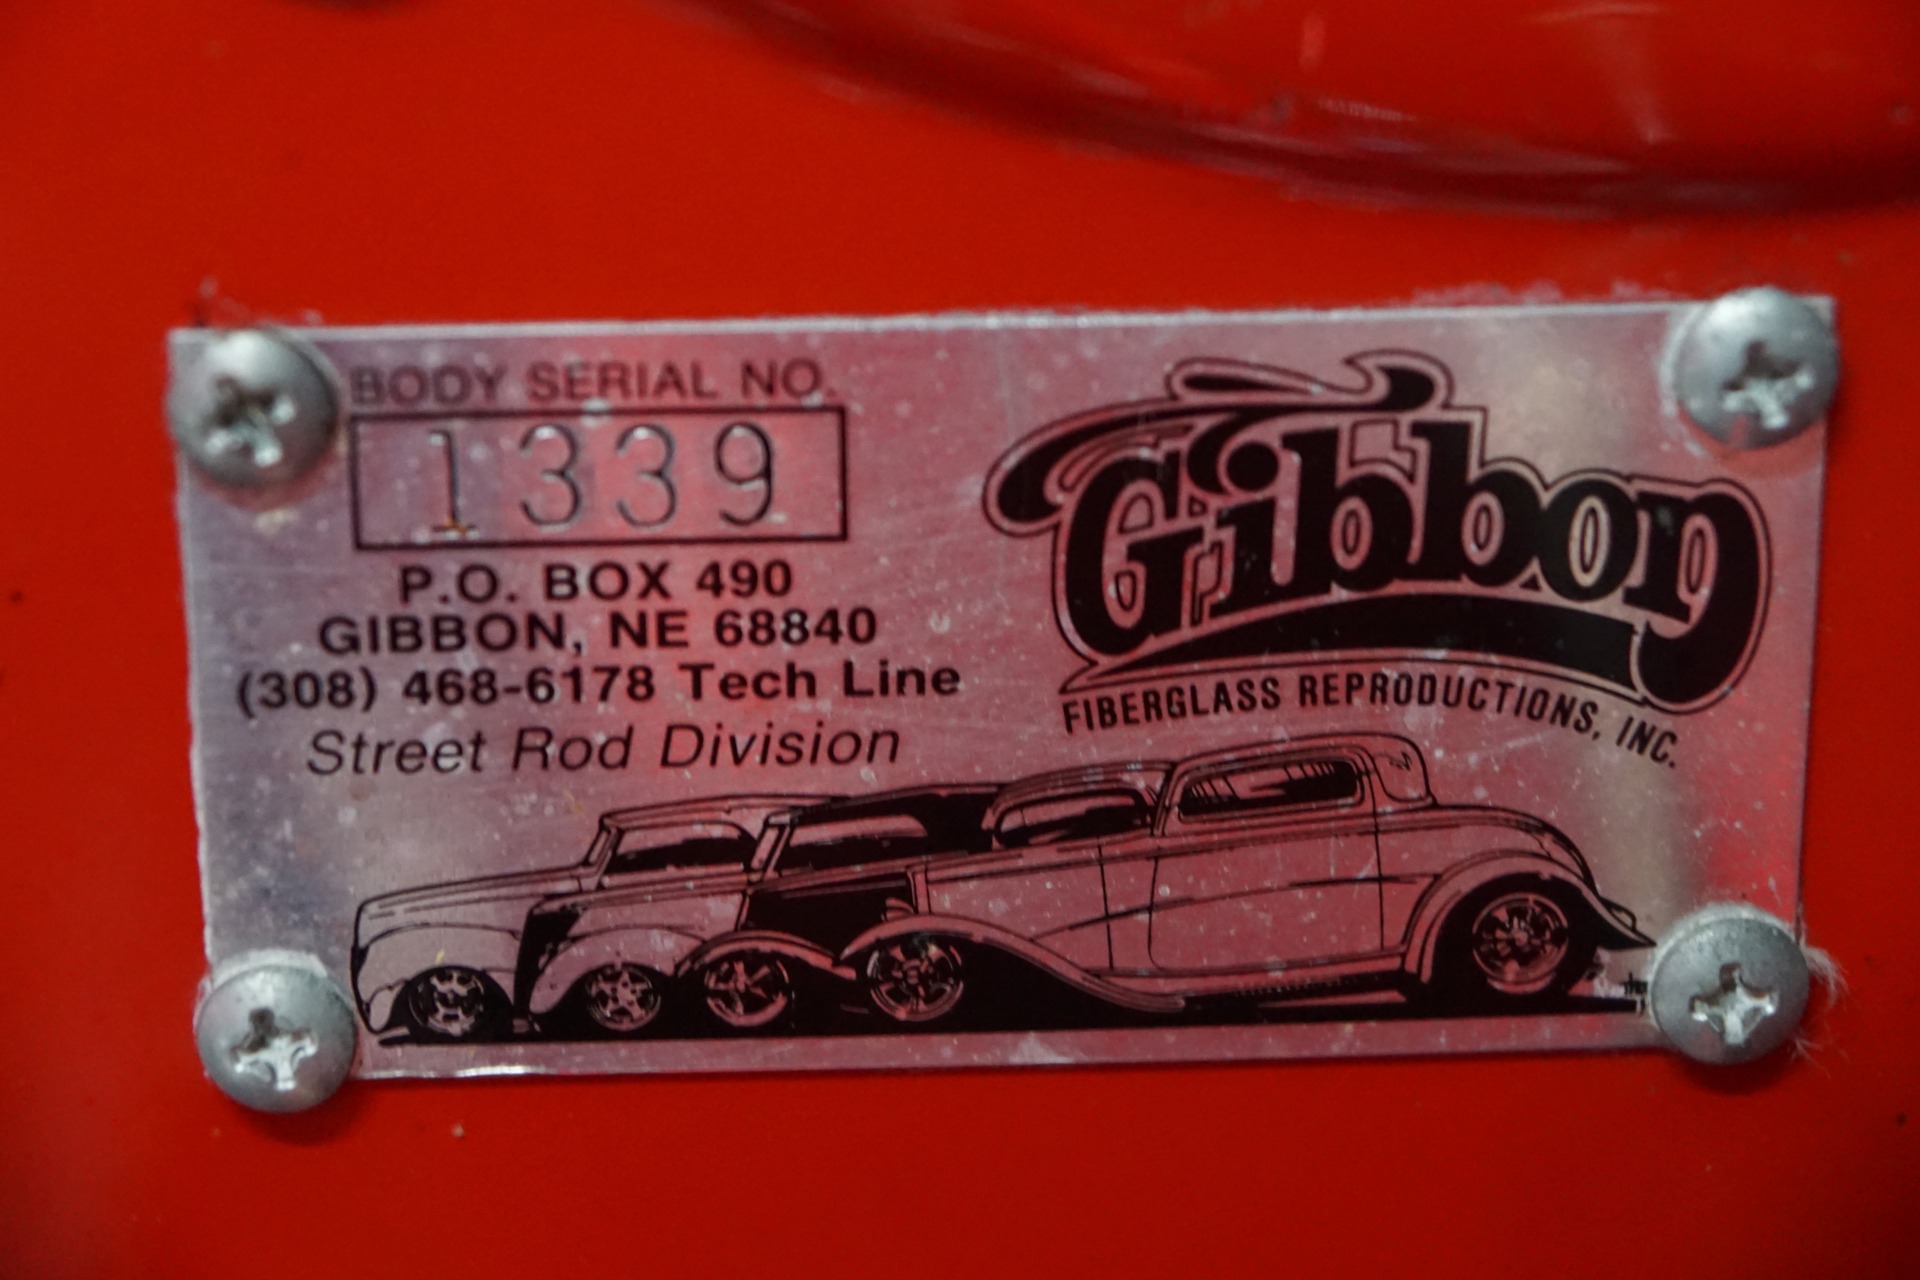 BODY SERIAL NO.
1339
P.O. BOX 490
GIBBON, NE 68840
(308) 468-6178 Tech Line
Street Rod Division
Gibbon
FIBERGLASS REPRODUCTIONS, INC.